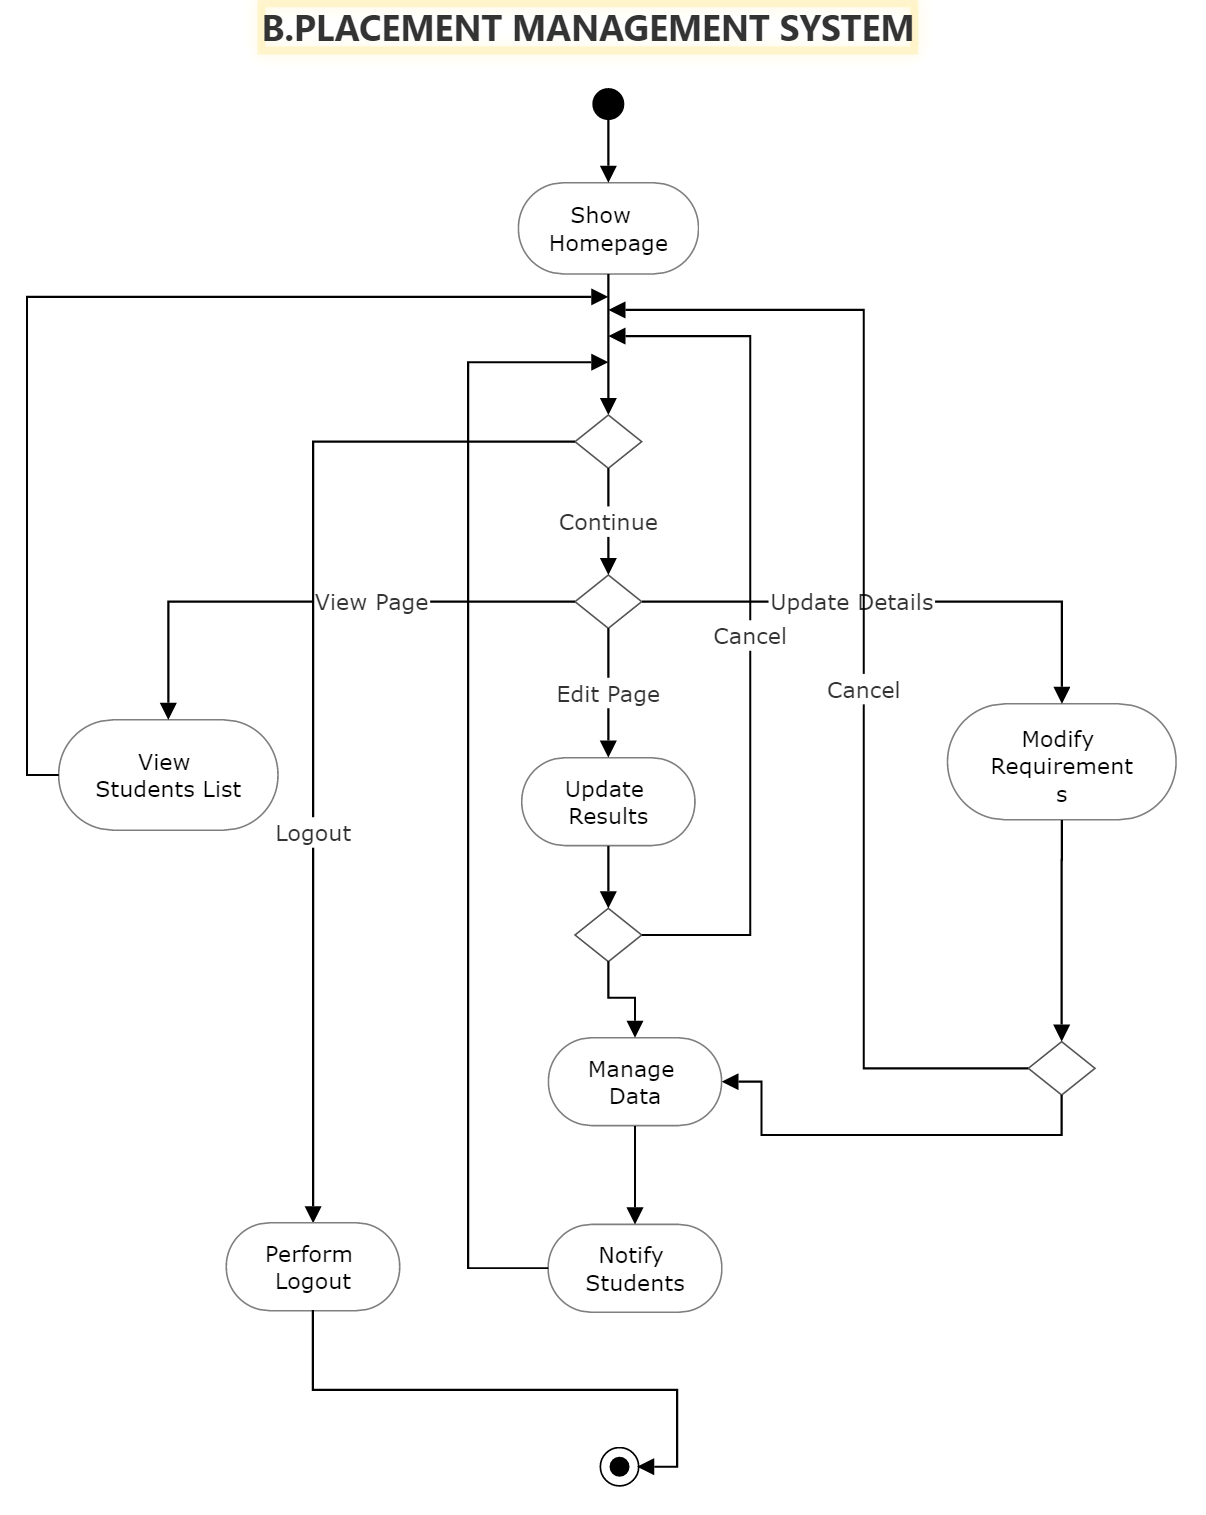 B.PLACEMENT MANAGEMENT SYSTEM
Show
Homepage
Continue
View Page
Update Details
Cancel
Edit Page
Cancel
View
Students List
Update
Results
Modify
Requirement
s
Logout
Manage
Data
Perform
Logout
Notify
Students